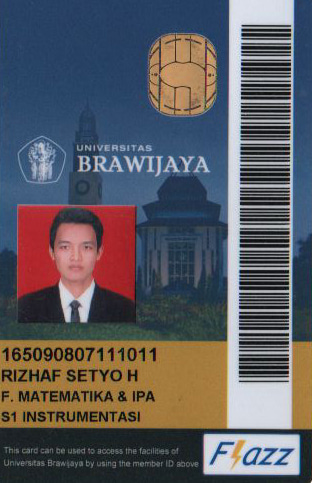 UNIVERSITAS
BRAWIJAYA
165090807111011
RIZHAF SETYO H
F. MATEMATIKA & IPA
S1 INSTRUMENTASI
This card can be used to access the facilities of
Universitas Brawijaya by using the member ID above
Flazz